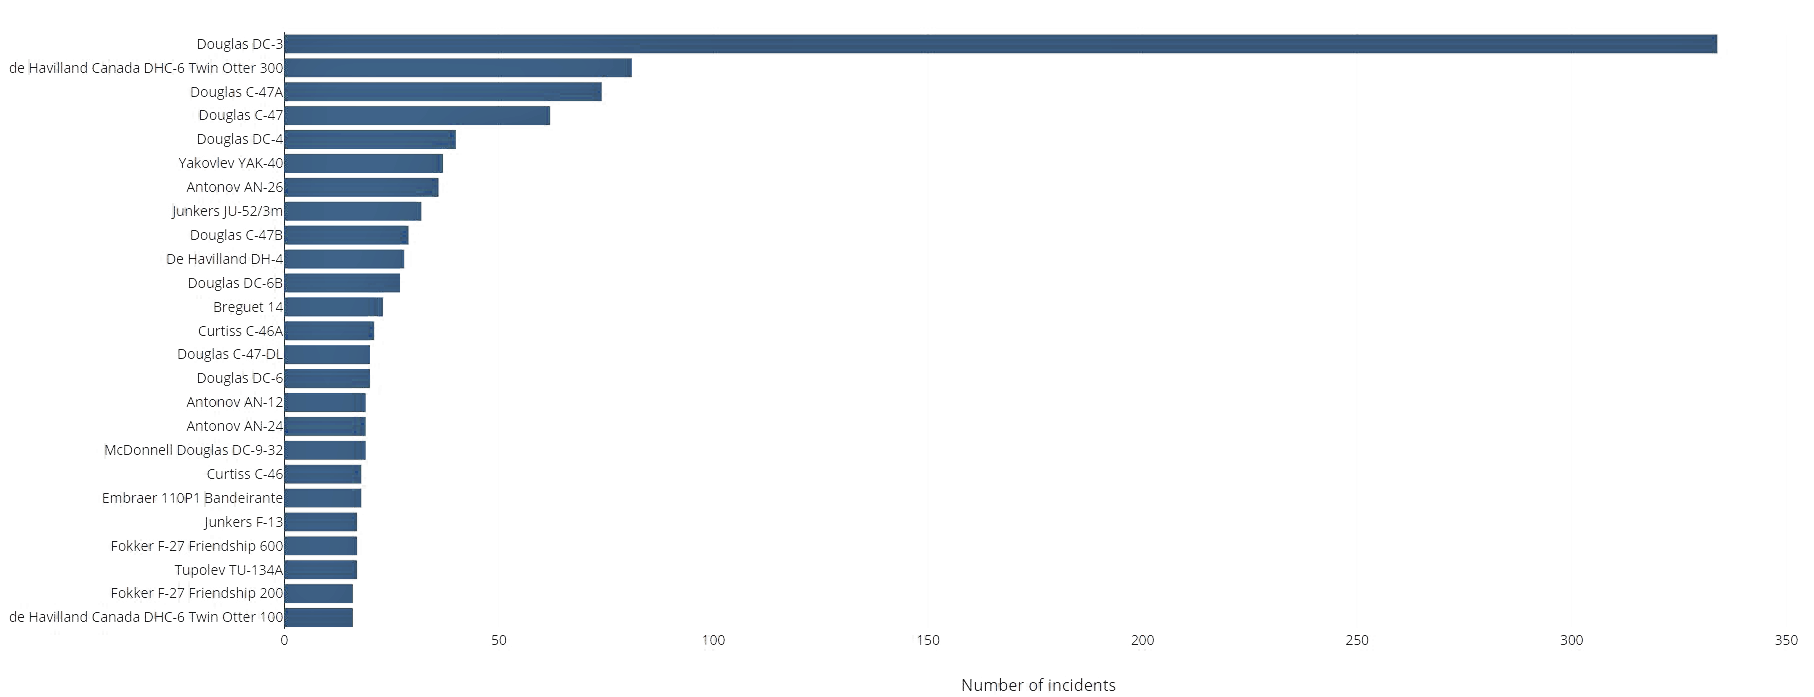 Douglas DC-3
de Havilland Canada DHC-6 Twin Otter 300
Douglas C-47A
Douglas C-47
Douglas DC-4
Yakovlev YAK-40
Antonov AN-26
Junkers JU-52/3m
Douglas C-47B
De Havilland DH-4
Douglas DC-6B
Breguet 14
Curtiss C-46A
Douglas C-47-DL
Douglas DC-6
Antonov AN-12
Antonov AN-24
McDonnell Douglas DC-9-32
Curtiss C-46
Embraer 110P1 Bandeirante
Junkers F-13
Fokker F-27 Friendship 600
Tupolev TU-134A
Fokker F-27 Friendship 200
de Havilland Canada DHC-6 Twin Otter 100
0 50 100 150 200 250 300 350
Number of incidents